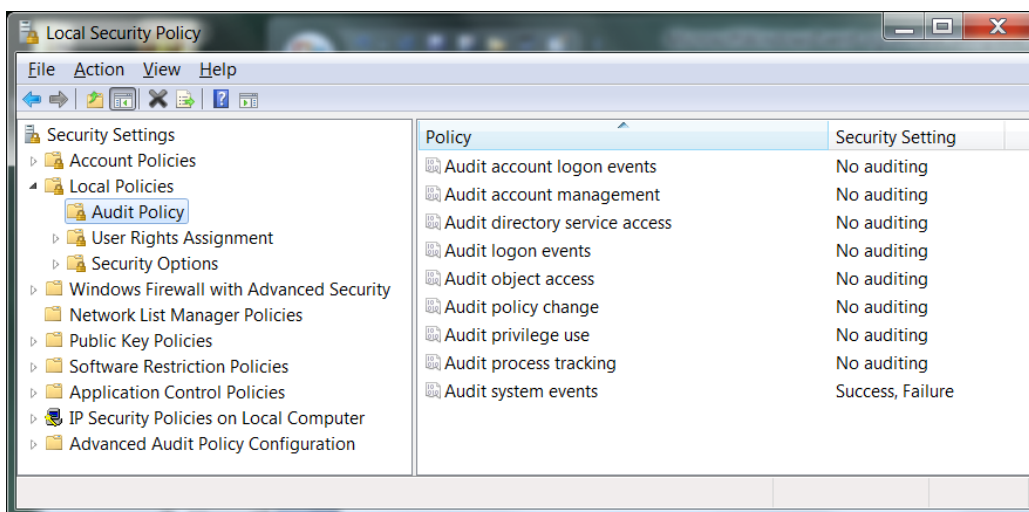 Local Security Policy
File Action View Help
Security Settings
Account Policies
Local Policies
Audit Policy
User Rights Assignment
Security Options
Windows Firewall with Advanced Security
Network List Manager Policies
Public Key Policies
Software Restriction Policies
Application Control Policies
IP Security Policies on Local Computer
Advanced Audit Policy Configuration
Policy Security Setting
Audit account logon events No auditing
Audit account management No auditing
Audit directory service access No auditing
Audit logon events No auditing
Audit object access No auditing
Audit policy change No auditing
Audit privilege use No auditing
Audit process tracking No auditing
Audit system events Success, Failure